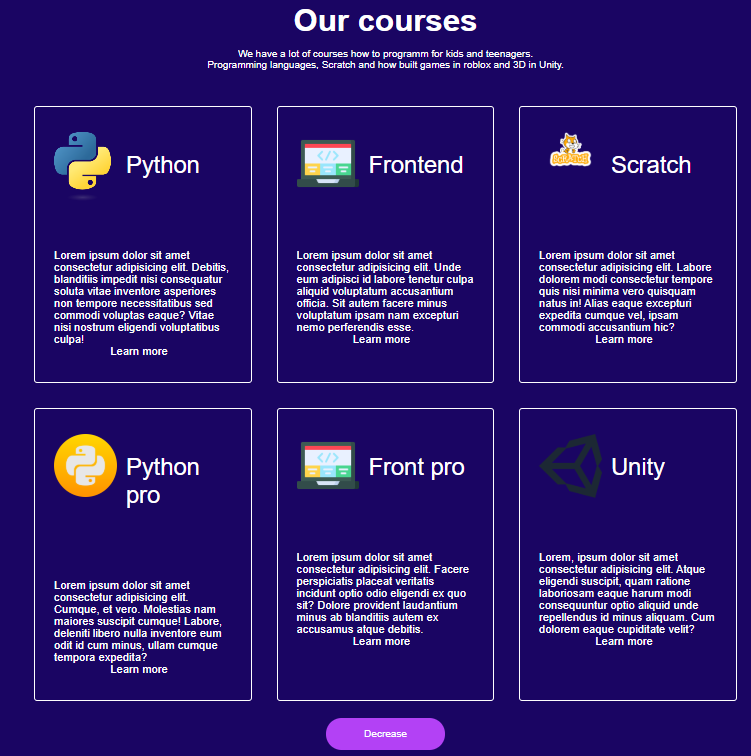 Our courses
We have a lot of courses how to programm for kids and teenagers.
Programming languages, Scratch and how built games in roblox and 3D in Unity.
Python
Lorem ipsum dolor sit amet
consectetur adipisicing elit. Debitis,
blanditiis impedit nisi consequatur
soluta vitae inventore asperiores
non tempore necessitatibus sed
commodi voluptas eaque? Vitae
nisi nostrum eligendi voluptatibus
culpa!
Learn more
</>
Frontend
Lorem ipsum dolor sit amet
consectetur adipisicing elit. Unde
eum adipisci id labore tenetur culpa
aliquid voluptatum accusantium
officia. Sit autem facere minus
voluptatum ipsam nam excepturi
nemo perferendis esse.
Learn more
SCRATCH
Scratch
Lorem ipsum dolor sit amet
consectetur adipisicing elit. Labore
dolorem modi consectetur tempore
quis nisi minima vero quisquam
natus in! Alias eaque excepturi
expedita cumque vel, ipsam
commodi accusantium hic?
Learn more
Python
pro
Lorem ipsum dolor sit amet
consectetur adipisicing elit.
Cumque, et vero. Molestias nam
maiores suscipit cumque! Labore,
deleniti libero nulla inventore eum
odit id cum minus, ullam cumque
tempora expedita?
Learn more
</>
Front pro
Lorem ipsum dolor sit amet
consectetur adipisicing elit. Facere
perspiciatis placeat veritatis
incidunt optio odio eligendi ex quo
sit? Dolore provident laudantium
minus ab blanditiis autem ex
accusamus atque debitis.
Learn more
Unity
Lorem, ipsum dolor sit amet
consectetur adipisicing elit. Atque
eligendi suscipit, quam ratione
laboriosam eaque harum modi
consequuntur optio aliquid unde
repellendus id minus aliquam. Cum
dolorem eaque cupiditate velit?
Learn more
Decrease